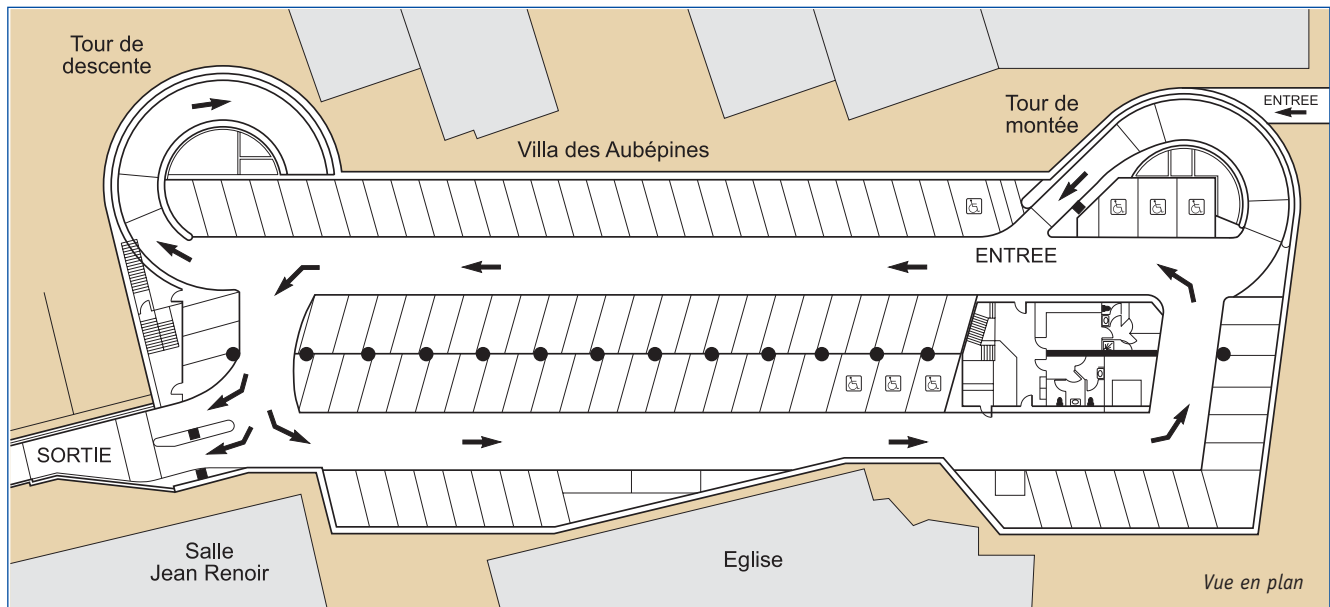 Tour de
descente
ENTREE
Tour de
montée
Villa des Aubépines
ENTREE
SORTIE
Salle
Jean Renoir
Eglise
Vue en plan